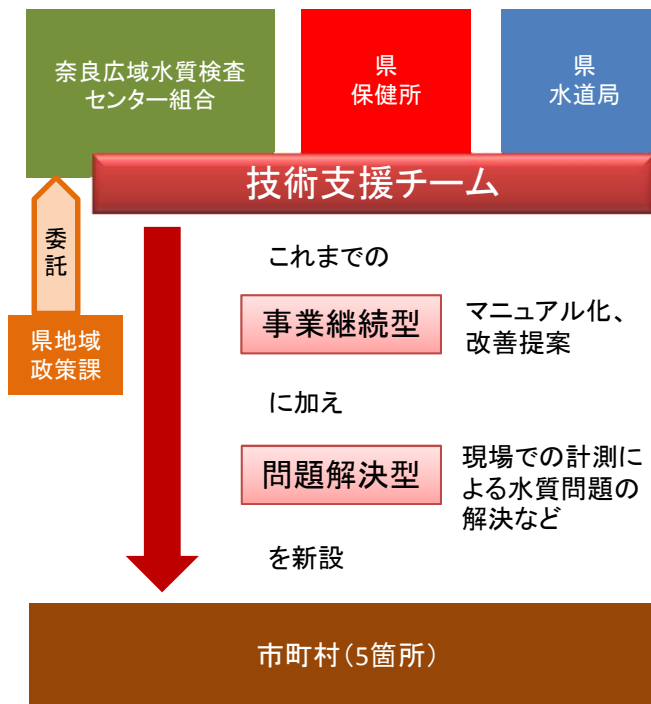 奈良広域水質検査
センター組合
県
保健所
県
水道局
技術支援チーム
委
託
県地域
政策課
これまでの
事業継続型
マニュアル化、
改善提案
に加え
問題解決型
現場での計測に
よる水質問題の
解決など
を新設
市町村（5箇所）